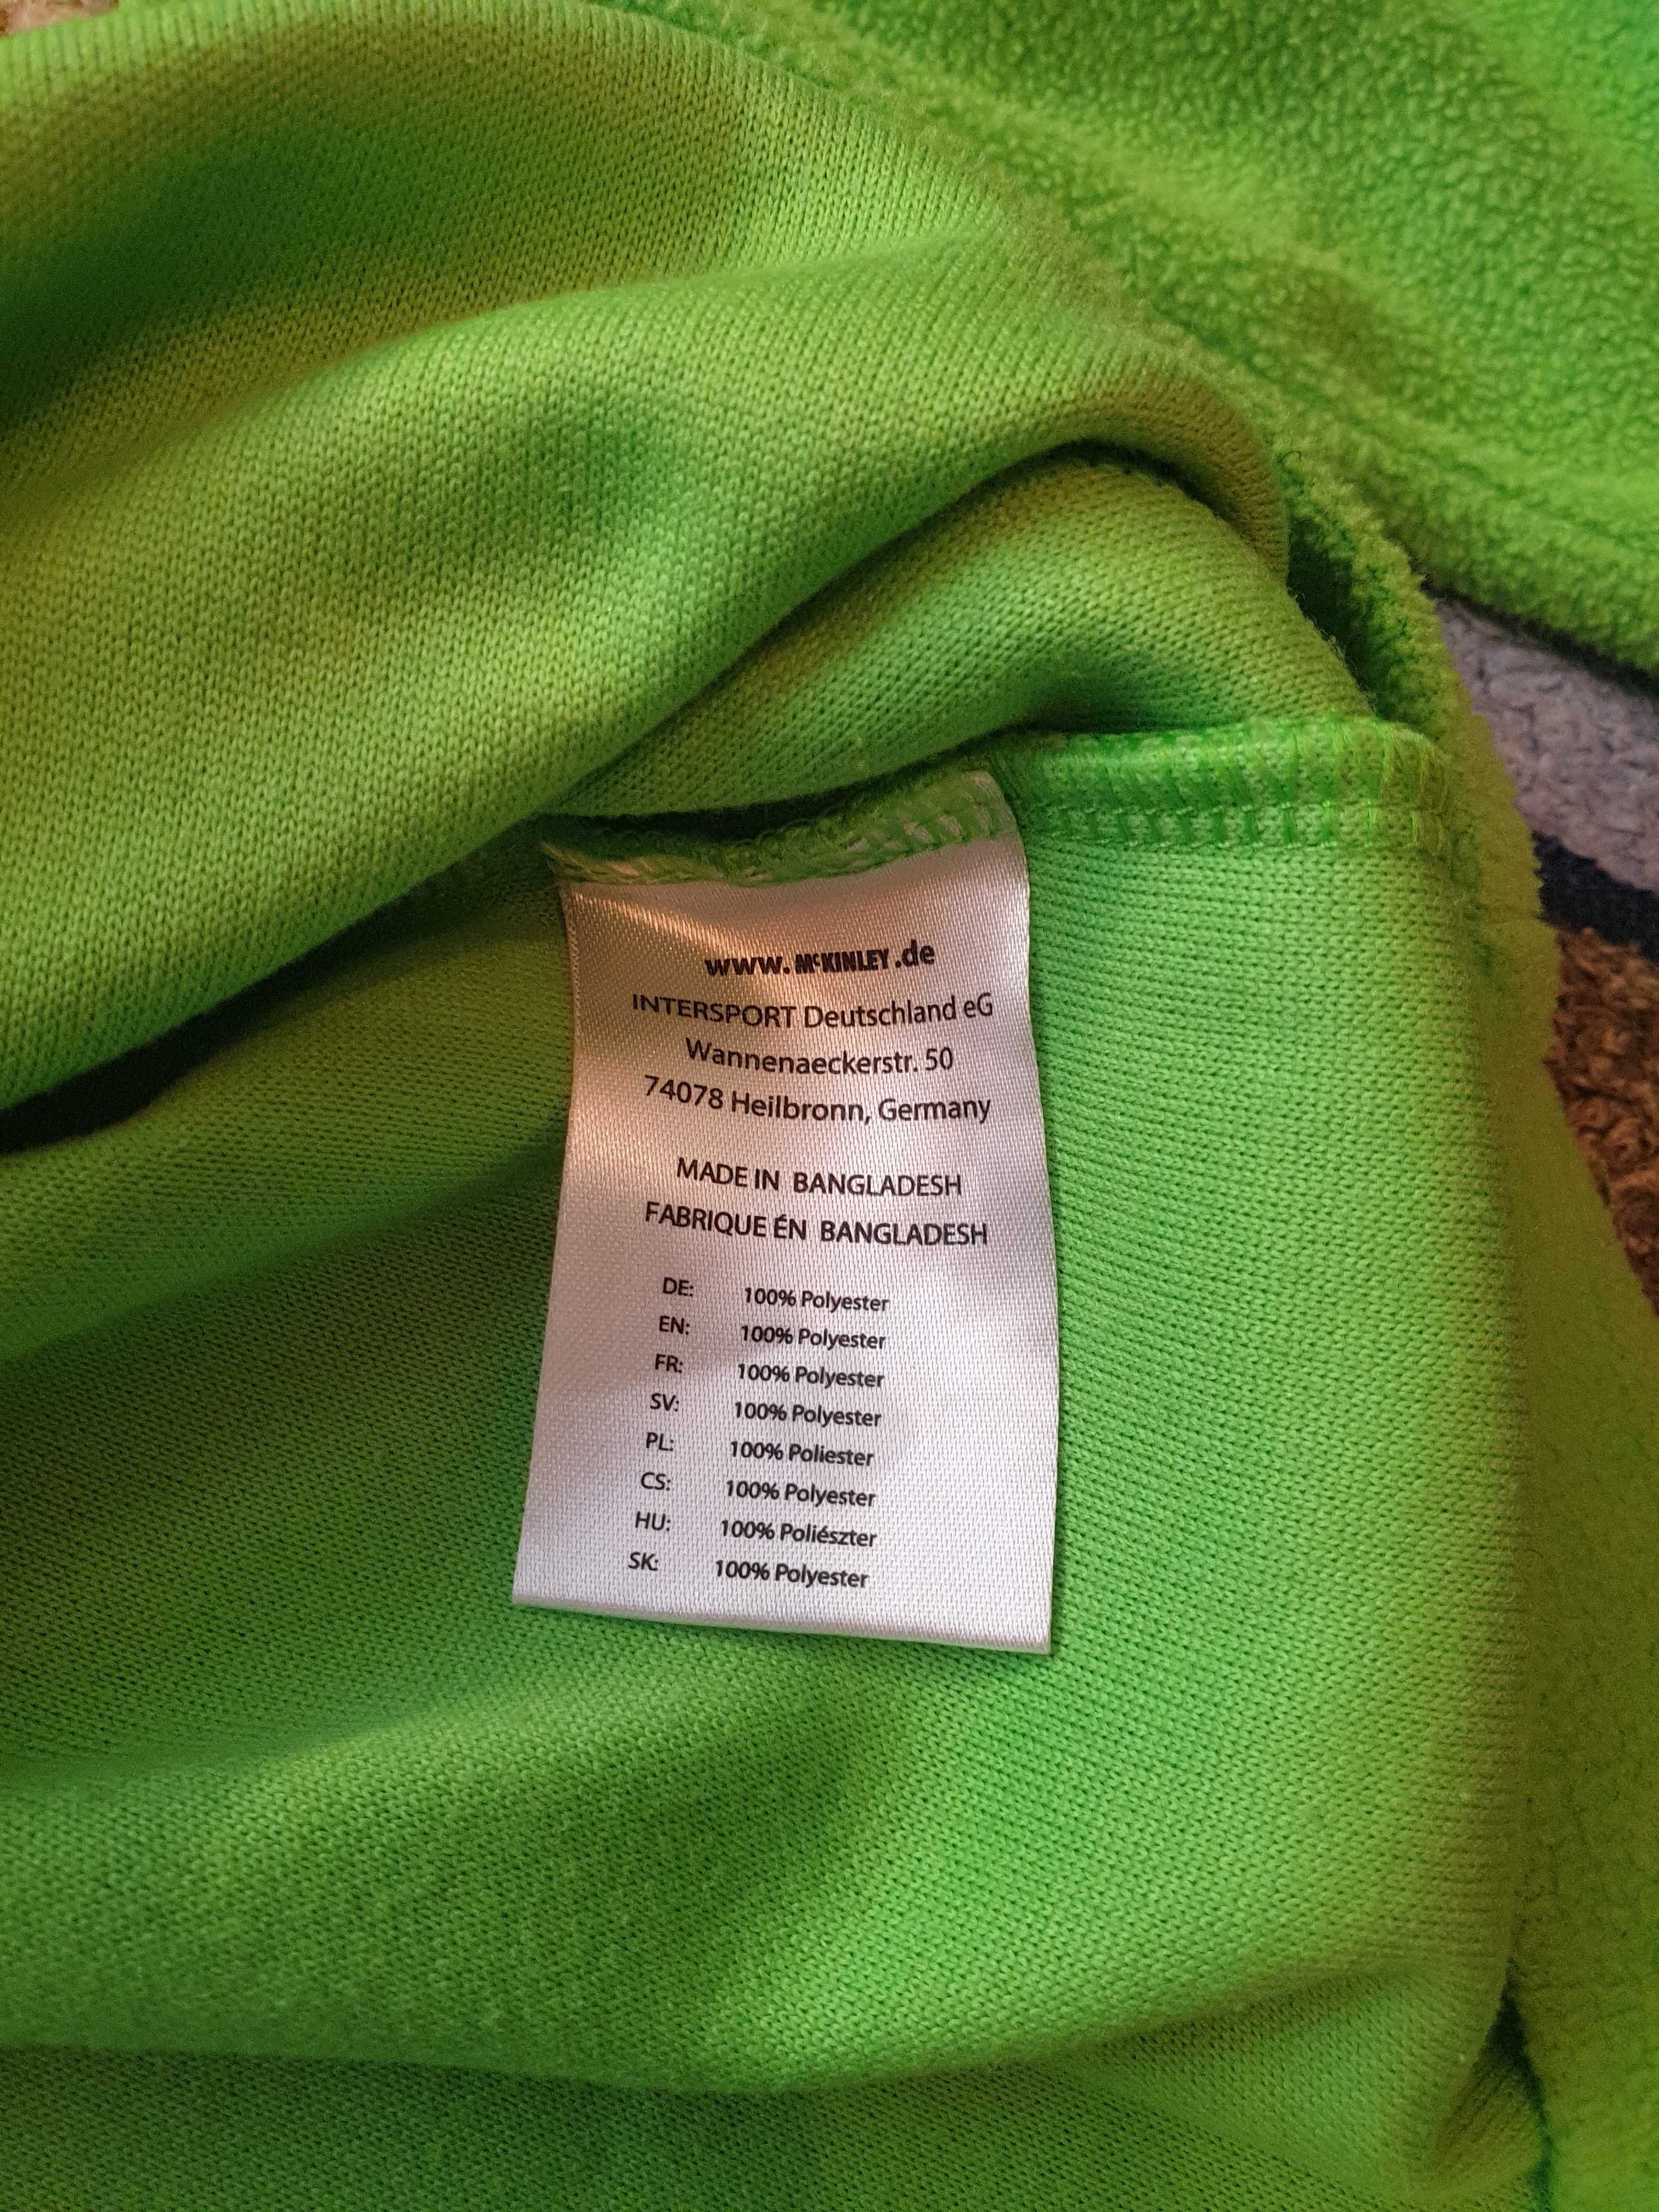 www.McKINLEY.de
INTERSPORT Deutschland eG
Wannenaeckerstr. 50
74078 Heilbronn, Germany
MADE IN BANGLADESH
FABRIQUE ÉN BANGLADESH
DE: 100% Polyester
EN: 100% Polyester
FR: 100% Polyester
SV: 100% Polyester
PL: 100% Poliester
CS: 100% Polyester
HU: 100% Poliészter
SK: 100% Polyester